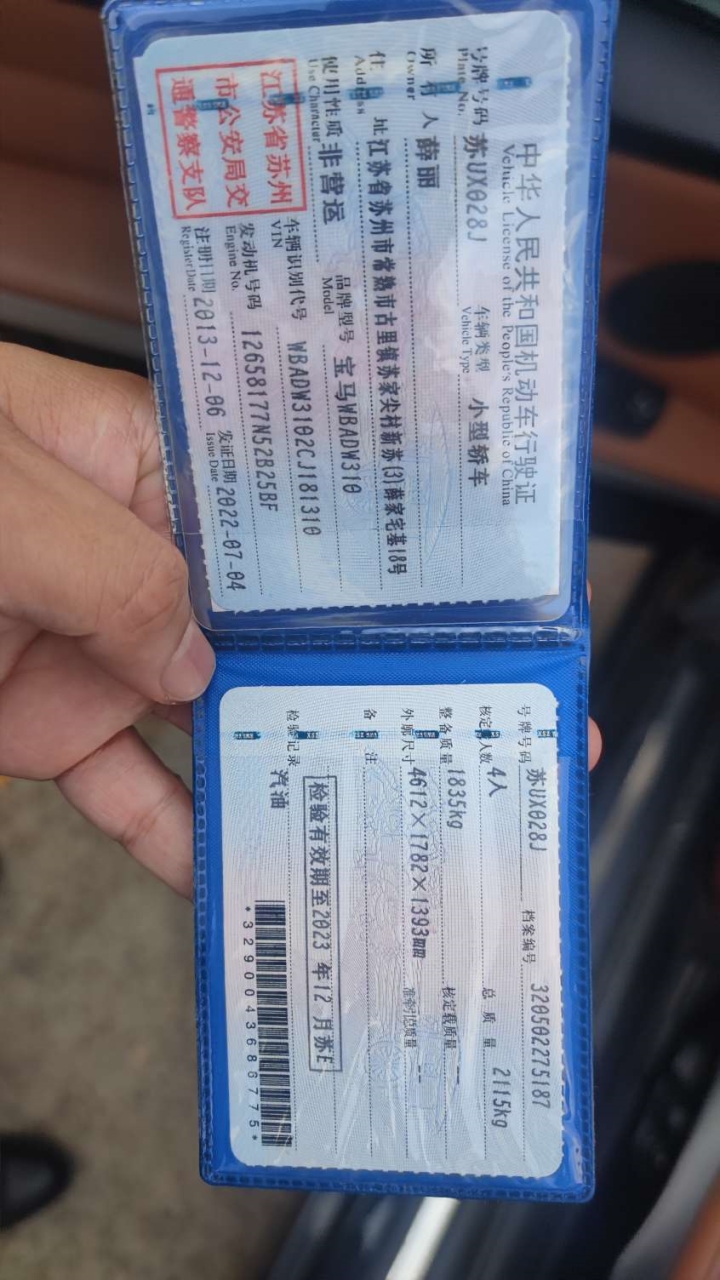 中华人民共和国机动车行驶证
Vehicle License of the People's Republic of China
号牌号码 苏UX028J 车辆类型 小型轿车
Plate No. Vehicle Type
所有人 薛丽
Owner
住址 江苏省苏州市常熟市古里镇苏家尖村新苏(3)薛家宅基18号
Address
使用性质 非营运 品牌型号 宝马WBADW310
Use Character Model
江苏省苏州
市公安局交
通警察支队
车辆识别代号 WBADW3102CJ181310
VIN
发动机号码 12658177N52B25BF
Engine No.
注册日期 2013-12-06 发证日期 2022-07-04
Register Date Issue Date
号牌号码 苏UX028J 档案编号 320502275187
核定人数 4人 总质量 2115kg
整备质量 1835kg 核定载质量 --
外廓尺寸 4612×1782×1393mm 准牵引总质量 --
备注
检验有效期至2023年12月苏E
检验记录
汽油
*3290043686775*